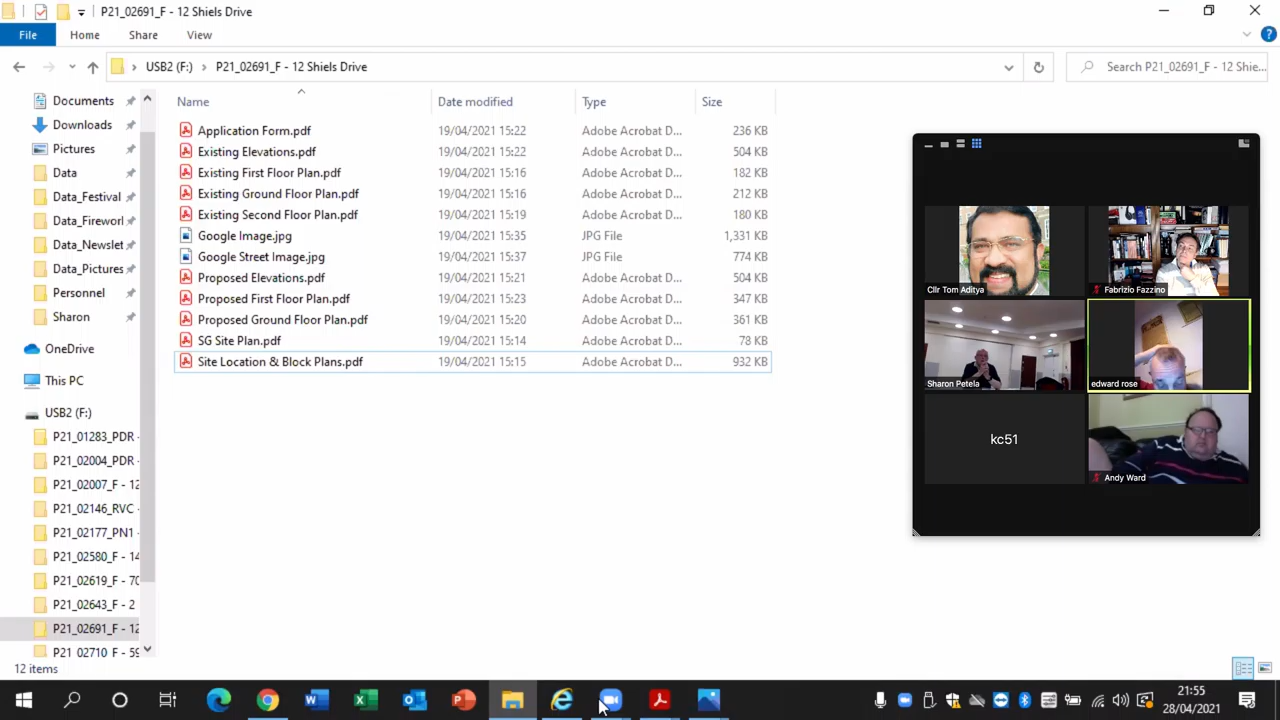 P21_02691_F - 12 Shiels Drive
File Home Share View
USB2 (F:) P21_02691_F - 12 Shiels Drive
Search P21_02691_F - 12 Shie...
Documents
Downloads
Pictures
Data
Data_Festival
Data_Firewor
Data_Newslet
Data_Pictures
Personnel
Sharon
OneDrive
This PC
USB2 (F:)
P21_01283_PDR -
P21_02004_PDR -
P21_02007_F - 12
P21_02146_RVC -
P21_02177_PN1 -
P21_02580_F - 14
P21_02619_F - 70
P21_02643_F - 2
P21_02691_F - 12
P21_02710_F - 59
Name Date modified Type Size
Application Form.pdf 19/04/2021 15:22 Adobe Acrobat D... 236 KB
Existing Elevations.pdf 19/04/2021 15:22 Adobe Acrobat D... 504 KB
Existing First Floor Plan.pdf 19/04/2021 15:16 Adobe Acrobat D... 182 KB
Existing Ground Floor Plan.pdf 19/04/2021 15:16 Adobe Acrobat D... 212 KB
Existing Second Floor Plan.pdf 19/04/2021 15:19 Adobe Acrobat D... 180 KB
Google Image.jpg 19/04/2021 15:35 JPG File 1,331 KB
Google Street Image.jpg 19/04/2021 15:37 JPG File 774 KB
Proposed Elevations.pdf 19/04/2021 15:21 Adobe Acrobat D... 504 KB
Proposed First Floor Plan.pdf 19/04/2021 15:23 Adobe Acrobat D... 347 KB
Proposed Ground Floor Plan.pdf 19/04/2021 15:20 Adobe Acrobat D... 361 KB
SG Site Plan.pdf 19/04/2021 15:14 Adobe Acrobat D... 78 KB
Site Location & Block Plans.pdf 19/04/2021 15:15 Adobe Acrobat D... 932 KB
Cllr Tom Aditya
Fabrizio Fazzino
Sharon Petela
edward rose
kc51
Andy Ward
12 items
21:55
28/04/2021